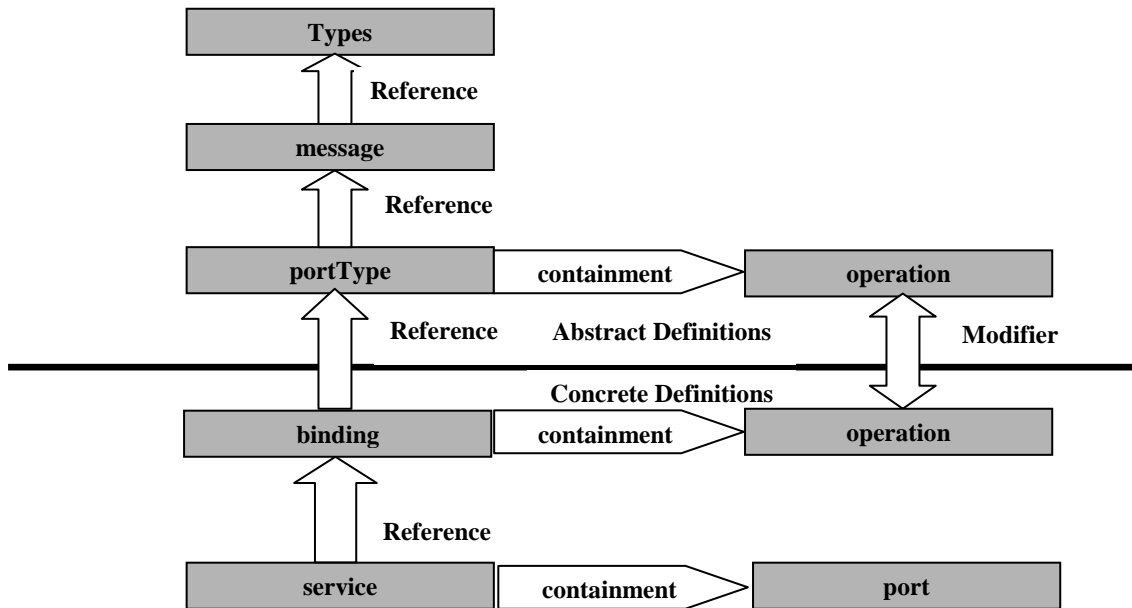 Types
Reference
message
Reference
portType
containment
operation
Reference
Abstract Definitions
Modifier
Concrete Definitions
binding
containment
operation
Reference
service
containment
port